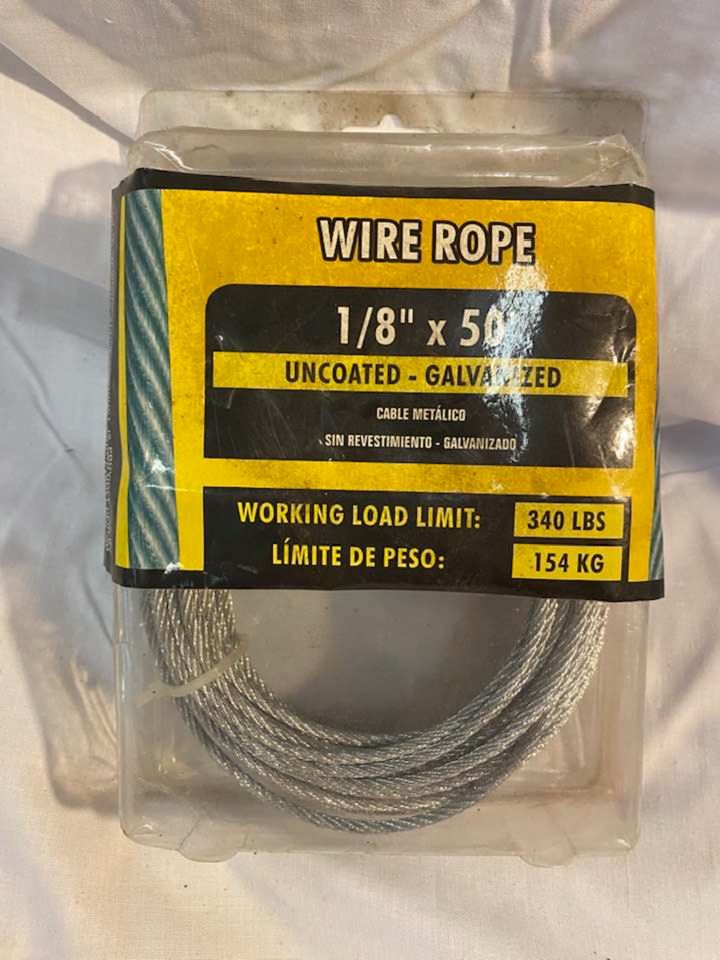 WIRE ROPE
1/8" x 50'
UNCOATED - GALVANIZED
CABLE METÁLICO
SIN REVESTIMIENTO - GALVANIZADO
WORKING LOAD LIMIT: 340 LBS
LÍMITE DE PESO: 154 KG